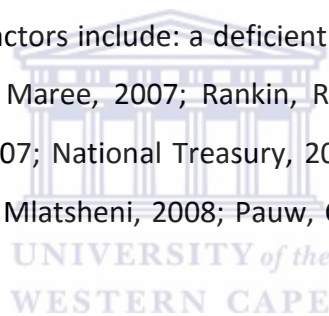 actors include: a deficient
Maree, 2007; Rankin, R
07; National Treasury, 20
Mlatsheni, 2008; Pauw,
UNIVERSITY of the
WESTERN CAPE